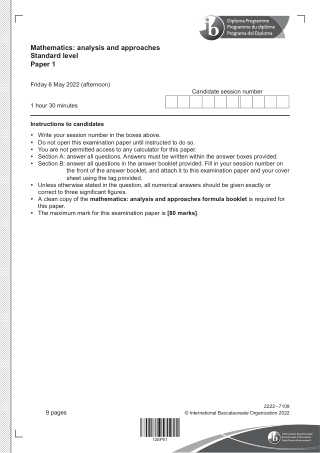 Diploma Programme
Programme du diplôme
Programa del Diploma
Mathematics: analysis and approaches
Standard level
Paper 1
Friday 6 May 2022 (afternoon)
Candidate session number
1 hour 30 minutes
Instructions to candidates
• Write your session number in the boxes above.
• Do not open this examination paper until instructed to do so.
• You are not permitted access to any calculator for this paper.
• Section A: answer all questions. Answers must be written within the answer boxes provided.
• Section B: answer all questions in the answer booklet provided. Fill in your session number on
the front of the answer booklet, and attach it to this examination paper and your cover
sheet using the tag provided.
• Unless otherwise stated in the question, all numerical answers should be given exactly or
correct to three significant figures.
• A clean copy of the mathematics: analysis and approaches formula booklet is required for
this paper.
• The maximum mark for this examination paper is [80 marks].
2222–7109
9 pages
© International Baccalaureate Organization 2022
12EP01